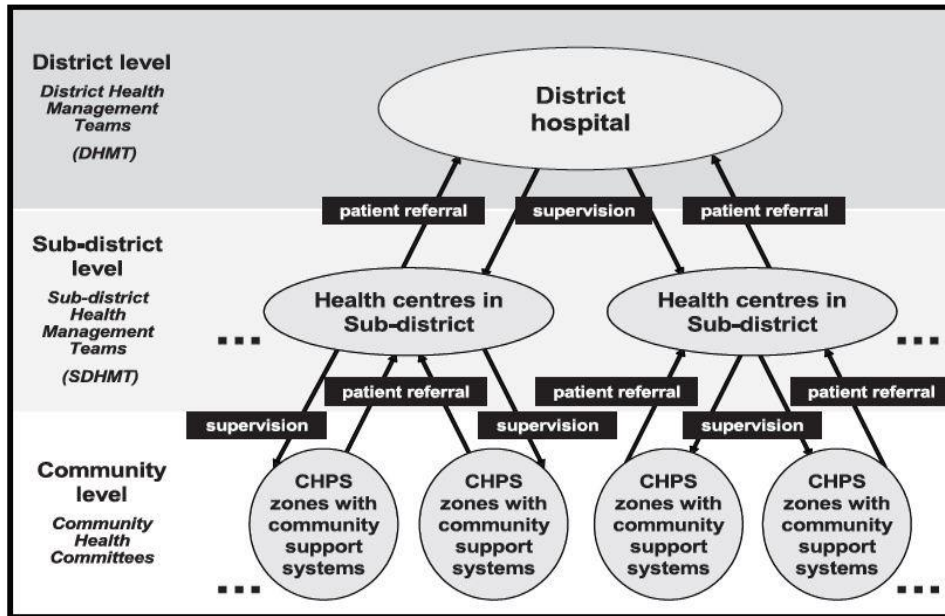 District level
District Health
Management
Teams
(DHMT)
District
hospital
patient referral
supervision
patient referral
Sub-district
level
Sub-district
Health
Management
Teams
(SDHMT)
Health centres in
Sub-district
Health centres in
Sub-district
...
...
patient referral
patient referral
patient referral
supervision
supervision
supervision
Community
level
Community
Health
Committees
CHPS
zones with
community
support
systems
CHPS
zones with
community
support
systems
CHPS
zones with
community
support
systems
CHPS
zones with
community
support
systems
...
...